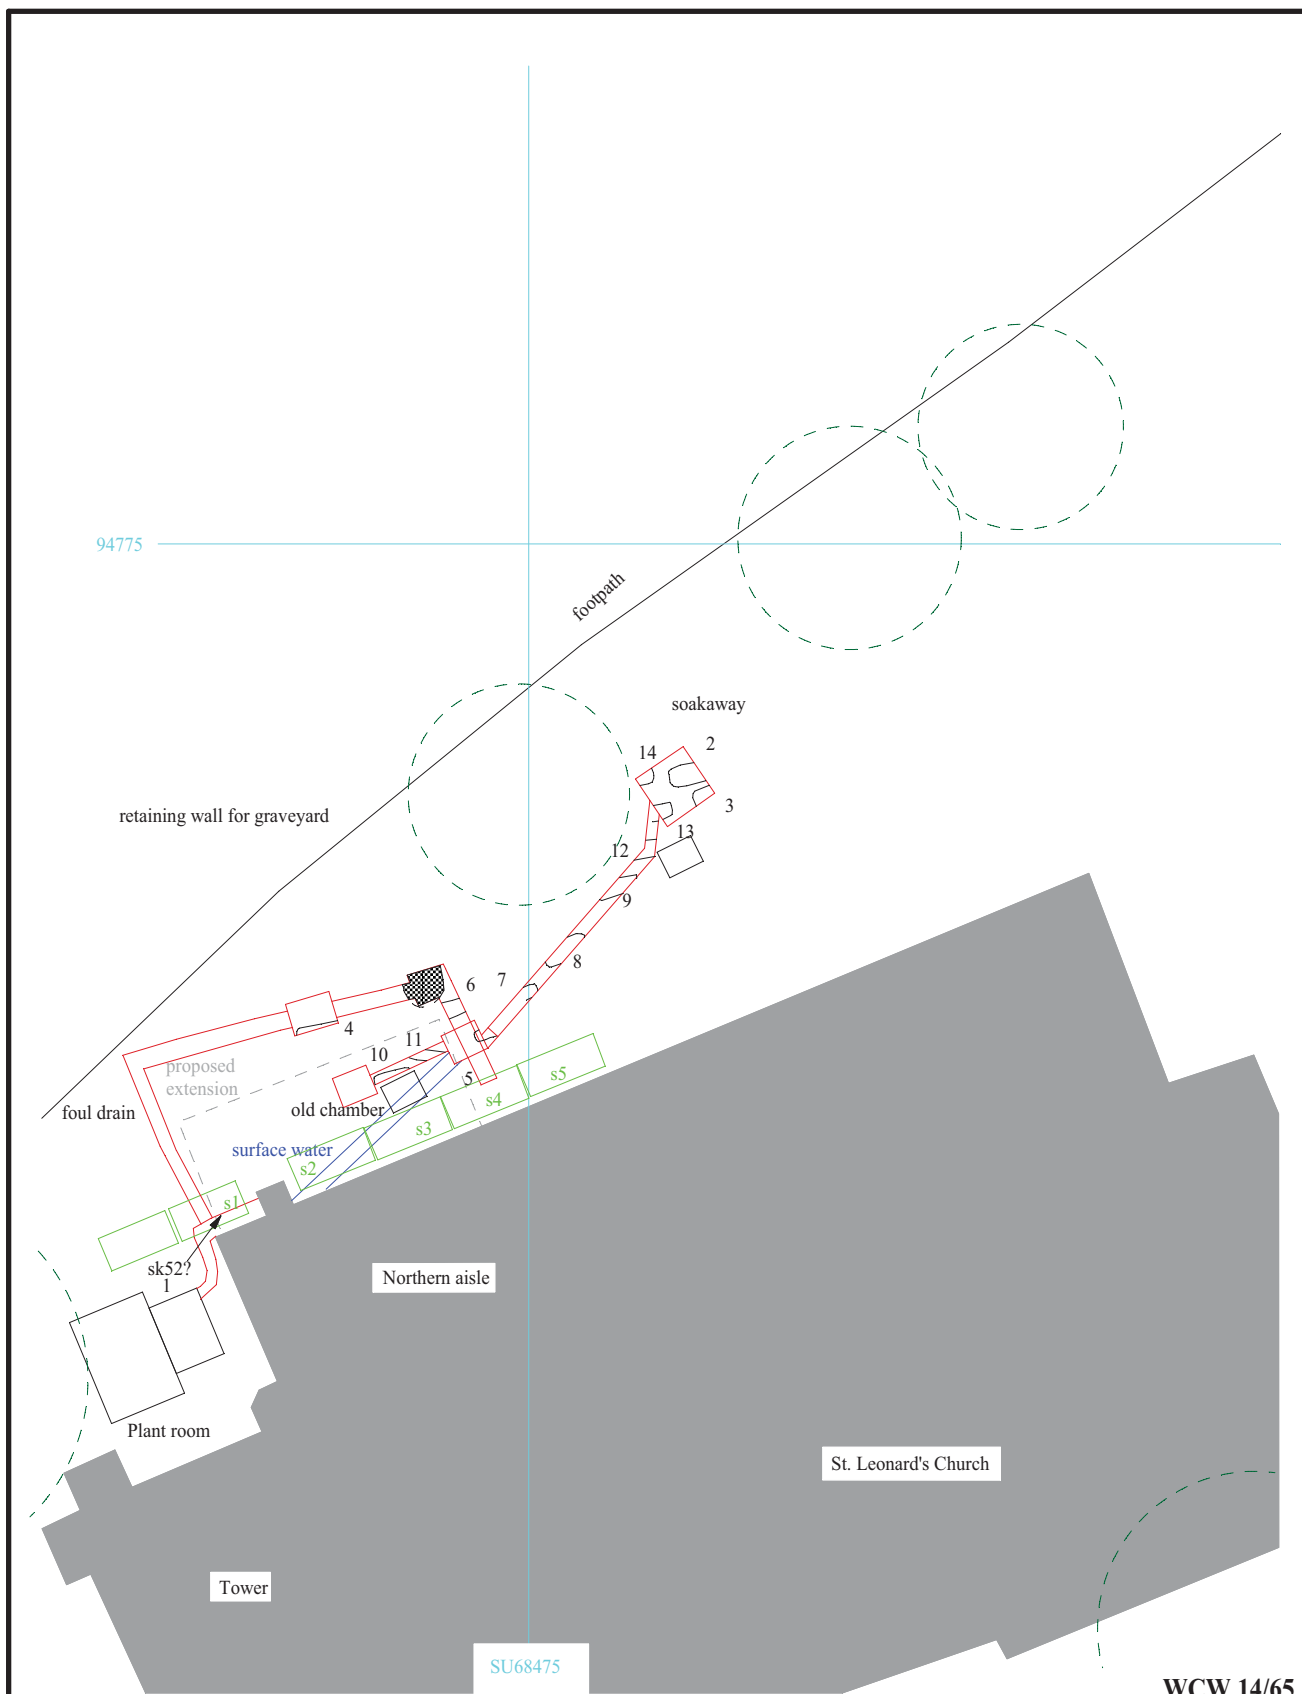 94775
footpath
soakaway
14
2
3
retaining wall for graveyard
13
12
9
8
7
6
4
11
10
proposed
extension
5
s5
foul drain
old chamber
s4
s3
surface water
s2
s1
sk52?
1
Northern aisle
Plant room
St. Leonard's Church
Tower
SU68475
WCW 14/65